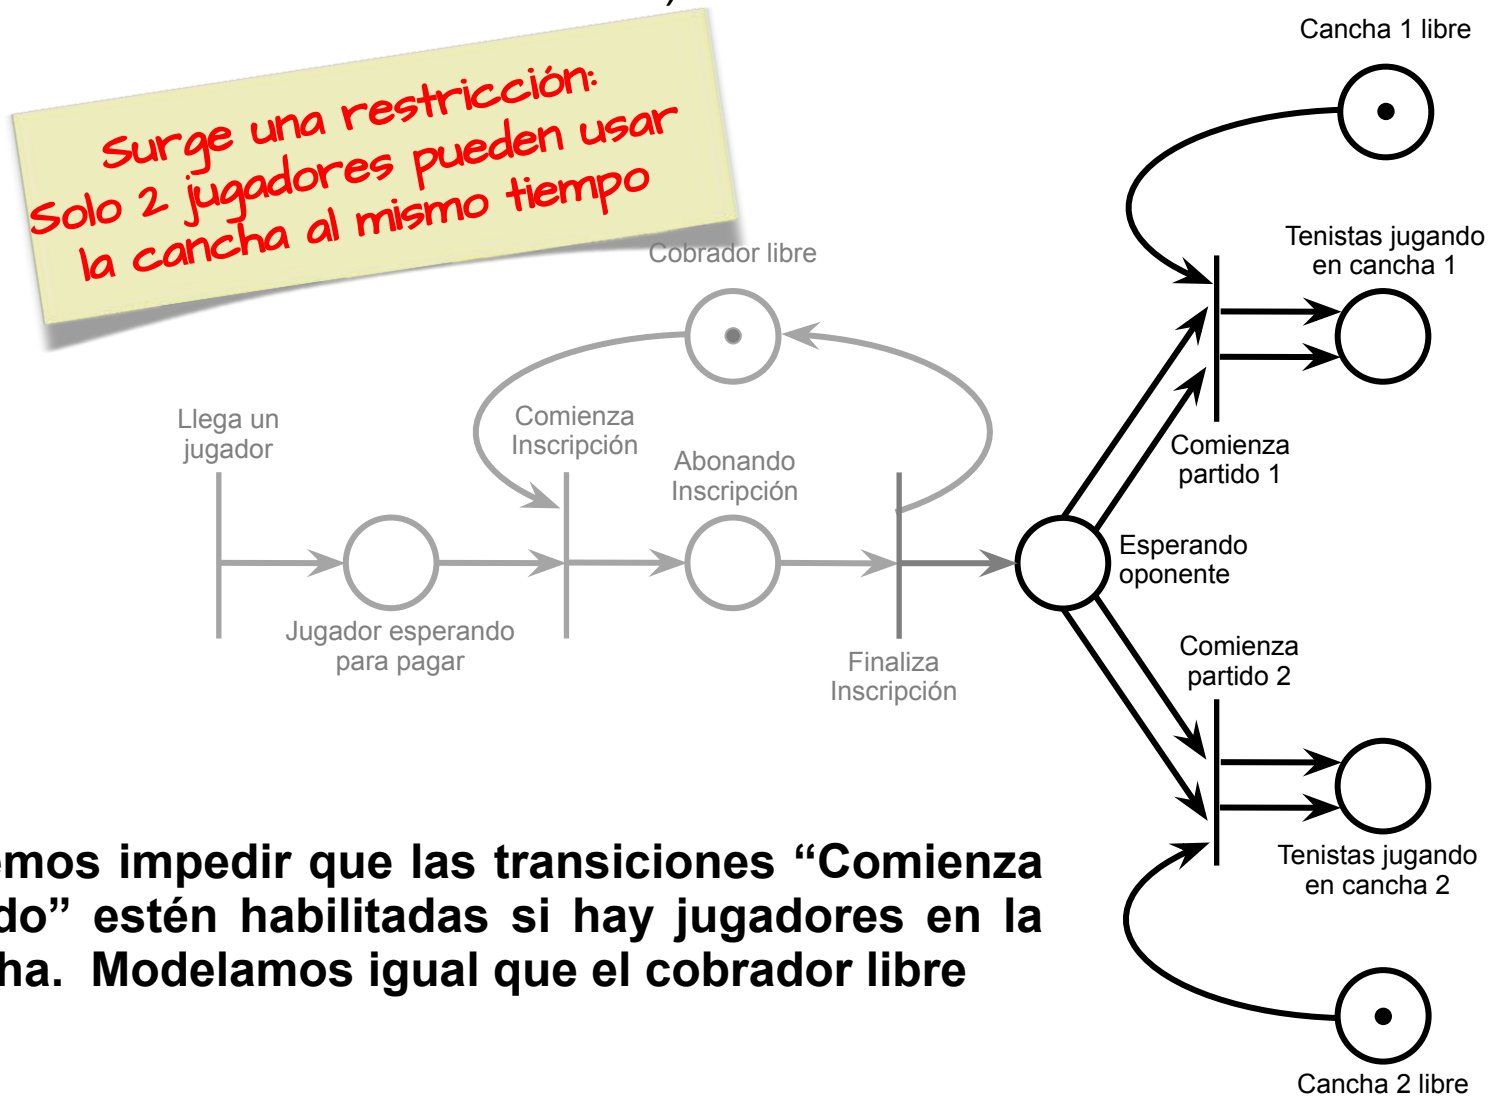 Surge una restricción:
Solo 2 jugadores pueden usar
la cancha al mismo tiempo
Cancha 1 libre
Tenistas jugando
en cancha 1
Cobrador libre
Llega un
jugador
Comienza
Inscripción
Abonando
Inscripción
Comienza
partido 1
Esperando
oponente
Jugador esperando
para pagar
Finaliza
Inscripción
Comienza
partido 2
Tenistas jugando
en cancha 2
emos impedir que las transiciones “Comienza
do” estén habilitadas si hay jugadores en la
ha. Modelamos igual que el cobrador libre
Cancha 2 libre